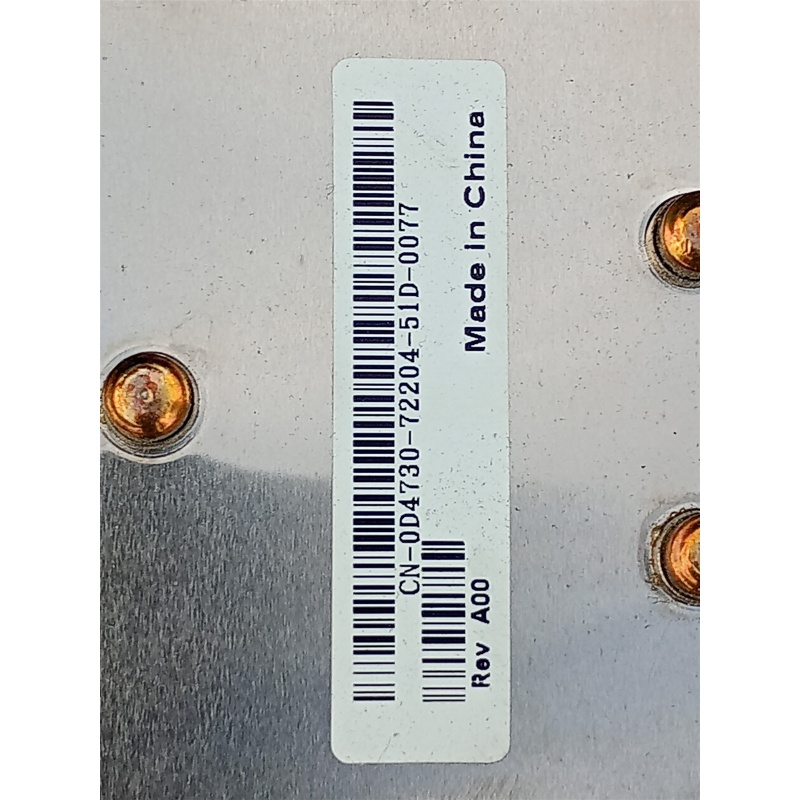 CN-0D4730-72204-51D-0077
Rev A00
Made in China